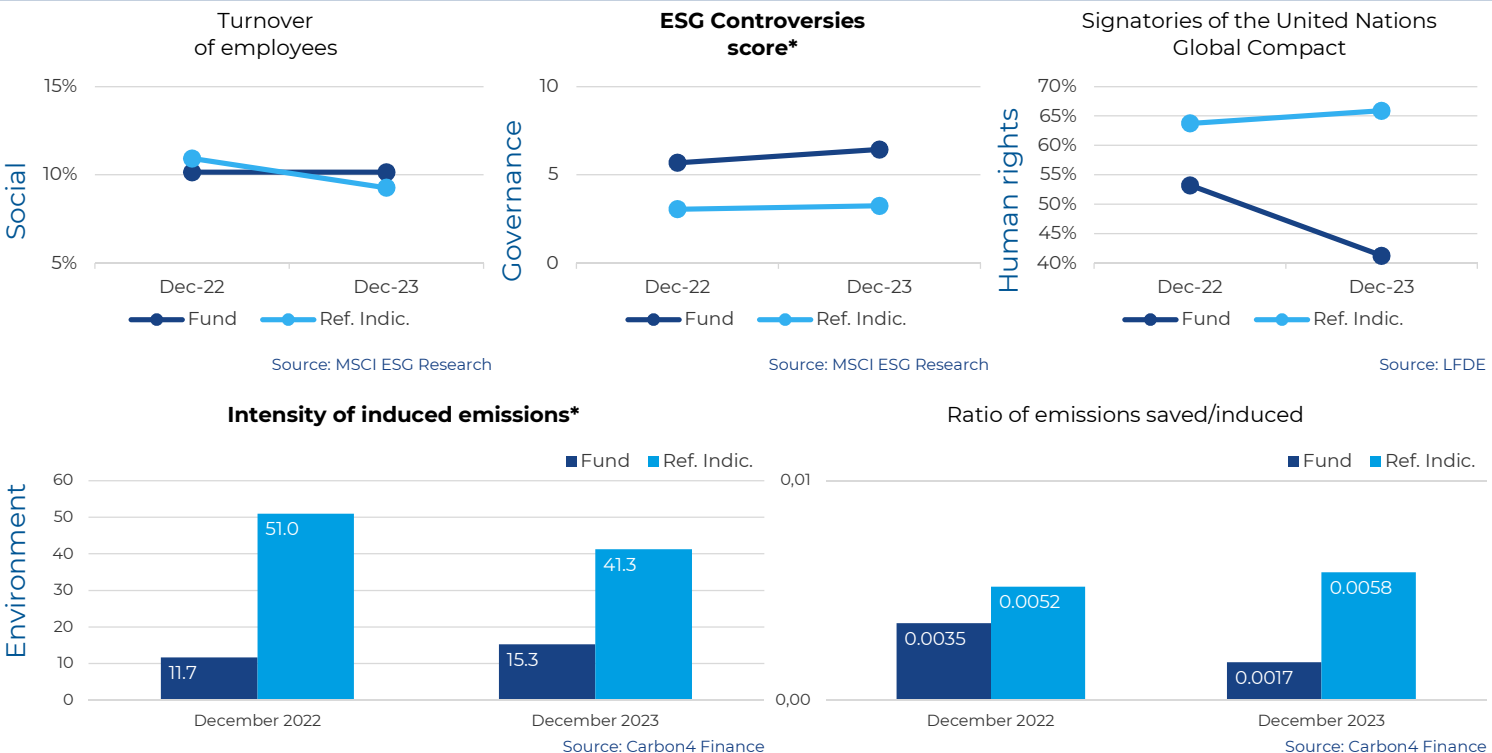 Turnover
of employees
15%
10%
5%
Social
Dec-22
Dec-23
Fund
Ref. Indic.
Source: MSCI ESG Research
ESG Controversies
score*
10
5
0
Governance
Dec-22
Dec-23
Fund
Ref. Indic.
Source: MSCI ESG Research
Signatories of the United Nations
Global Compact
70%
65%
60%
55%
50%
45%
40%
Human rights
Dec-22
Dec-23
Fund
Ref. Indic.
Source: LFDE
Intensity of induced emissions*
Fund
Ref. Indic.
60
50
40
30
20
10
0
Environment
51.0
41.3
11.7
15.3
December 2022
December 2023
Source: Carbon4 Finance
Ratio of emissions saved/induced
Fund
Ref. Indic.
0,01
0,00
0.0035
0.0052
0.0017
0.0058
December 2022
December 2023
Source: Carbon4 Finance